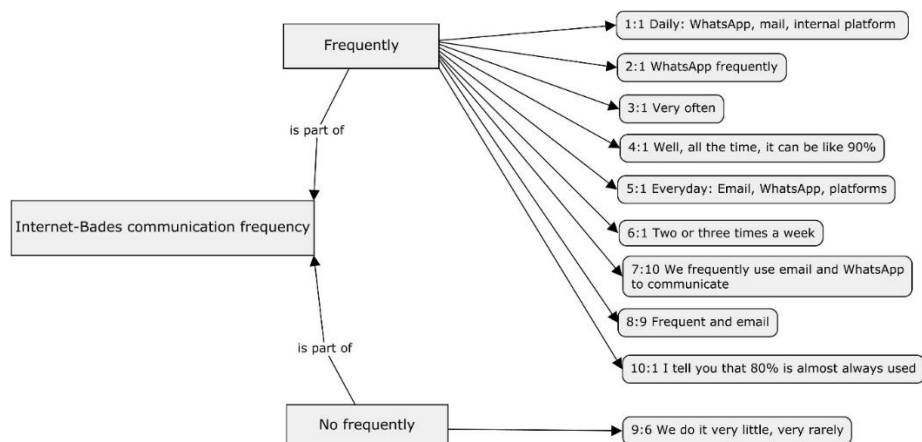 Frequently
1:1 Daily: WhatsApp, mail, internal platform
2:1 WhatsApp frequently
3:1 Very often
is part of
4:1 Well, all the time, it can be like 90%
5:1 Everyday: Email, WhatsApp, platforms
Internet-Bades communication frequency
6:1 Two or three times a week
7:10 We frequently use email and WhatsApp
to communicate
8:9 Frequent and email
is part of
10:1 I tell you that 80% is almost always used
No frequently
9:6 We do it very little, very rarely